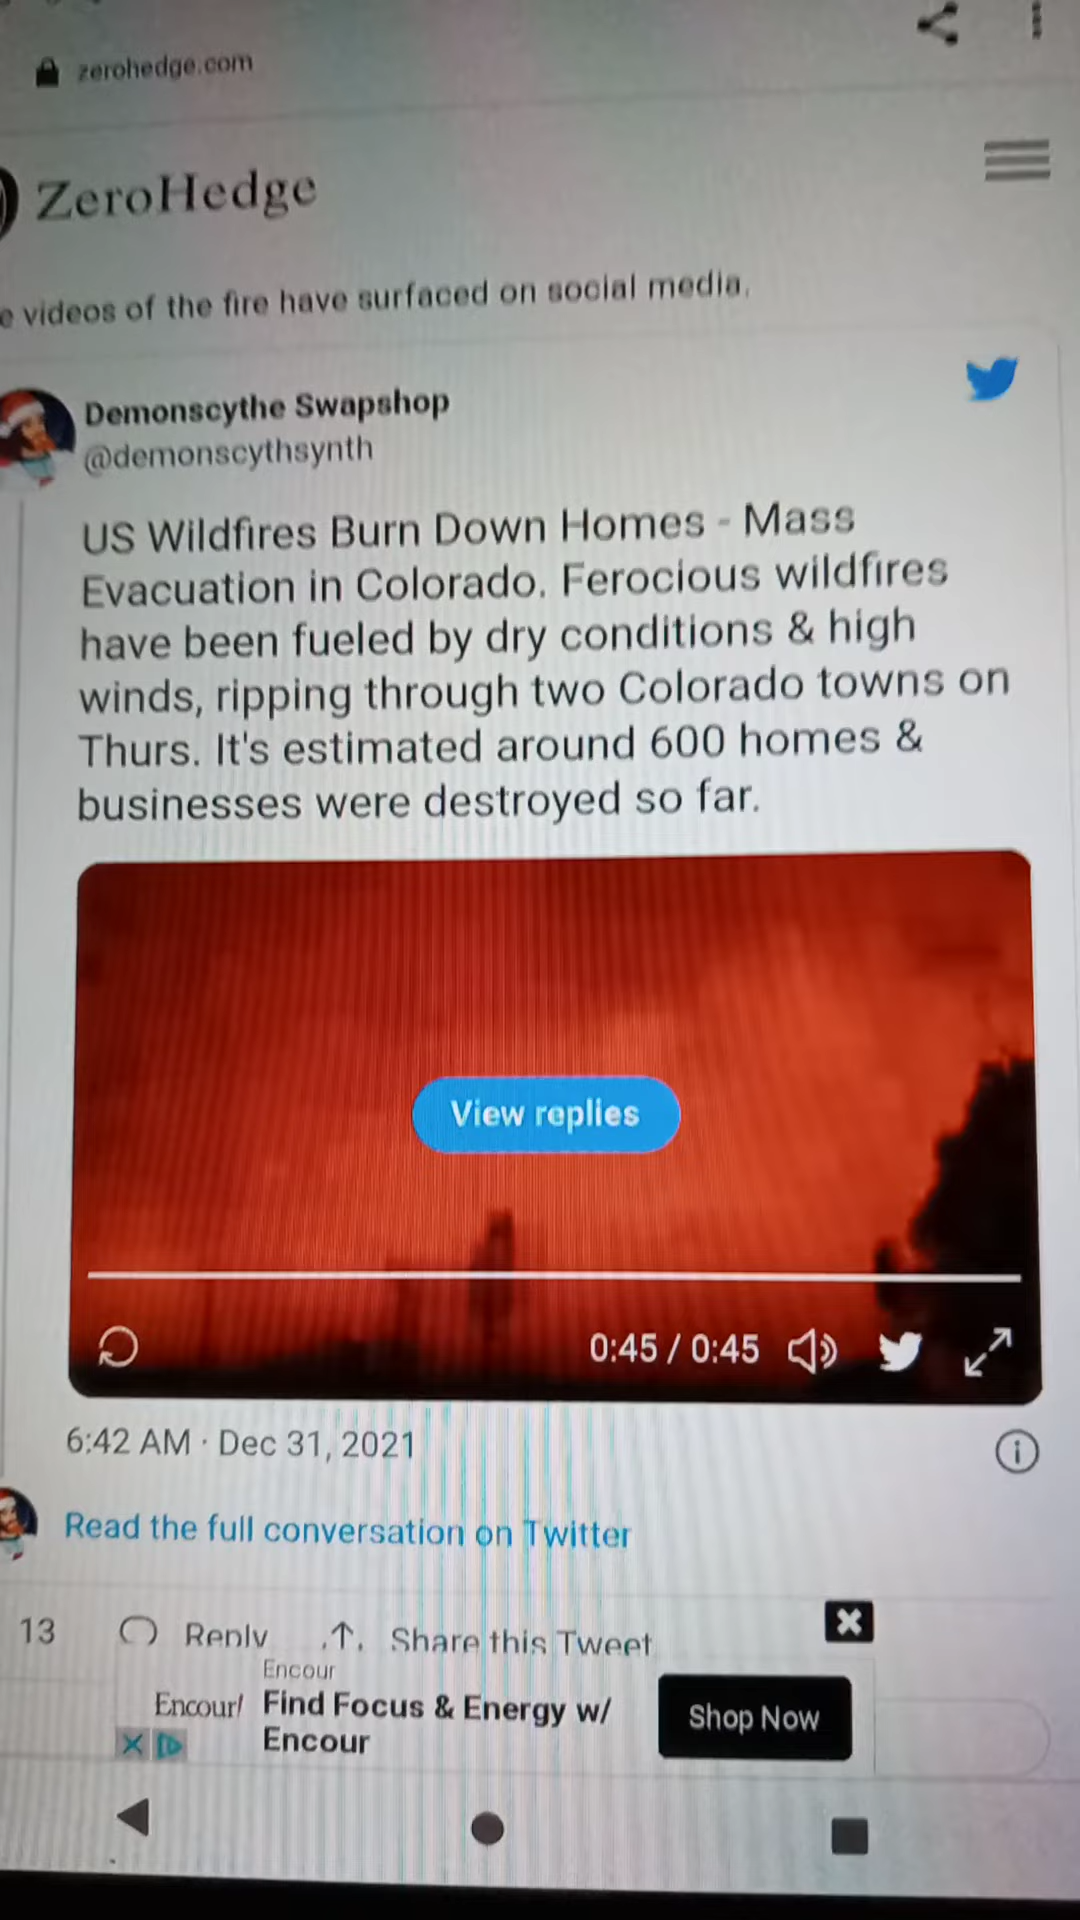 zerohedge.com
ZeroHedge
e videos of the fire have surfaced on social media.
Demonscythe Swapshop
@demonscythsynth
US Wildfires Burn Down Homes - Mass
Evacuation in Colorado. Ferocious wildfires
have been fueled by dry conditions & high
winds, ripping through two Colorado towns on
Thurs. It's estimated around 600 homes &
businesses were destroyed so far.
View replies
0:45 / 0:45
6:42 AM · Dec 31, 2021
Read the full conversation on Twitter
13 Reply Share this Tweet
Encour
Encour! Find Focus & Energy w/
Encour
Shop Now